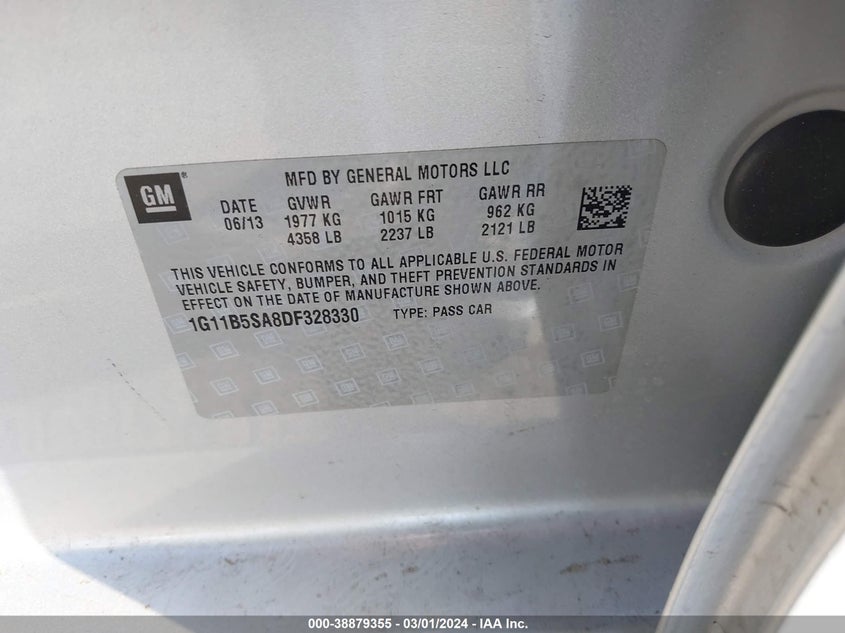 GM ®
MFD BY GENERAL MOTORS LLC
DATE GVWR GAWR FRT GAWR RR
06/13 1977 KG 1015 KG 962 KG
4358 LB 2237 LB 2121 LB
THIS VEHICLE CONFORMS TO ALL APPLICABLE U.S. FEDERAL MOTOR
VEHICLE SAFETY, BUMPER, AND THEFT PREVENTION STANDARDS IN
EFFECT ON THE DATE OF MANUFACTURE SHOWN ABOVE.
1G11B5SA8DF328330 TYPE: PASS CAR
000-38879355 - 03/01/2024 - IAA Inc.